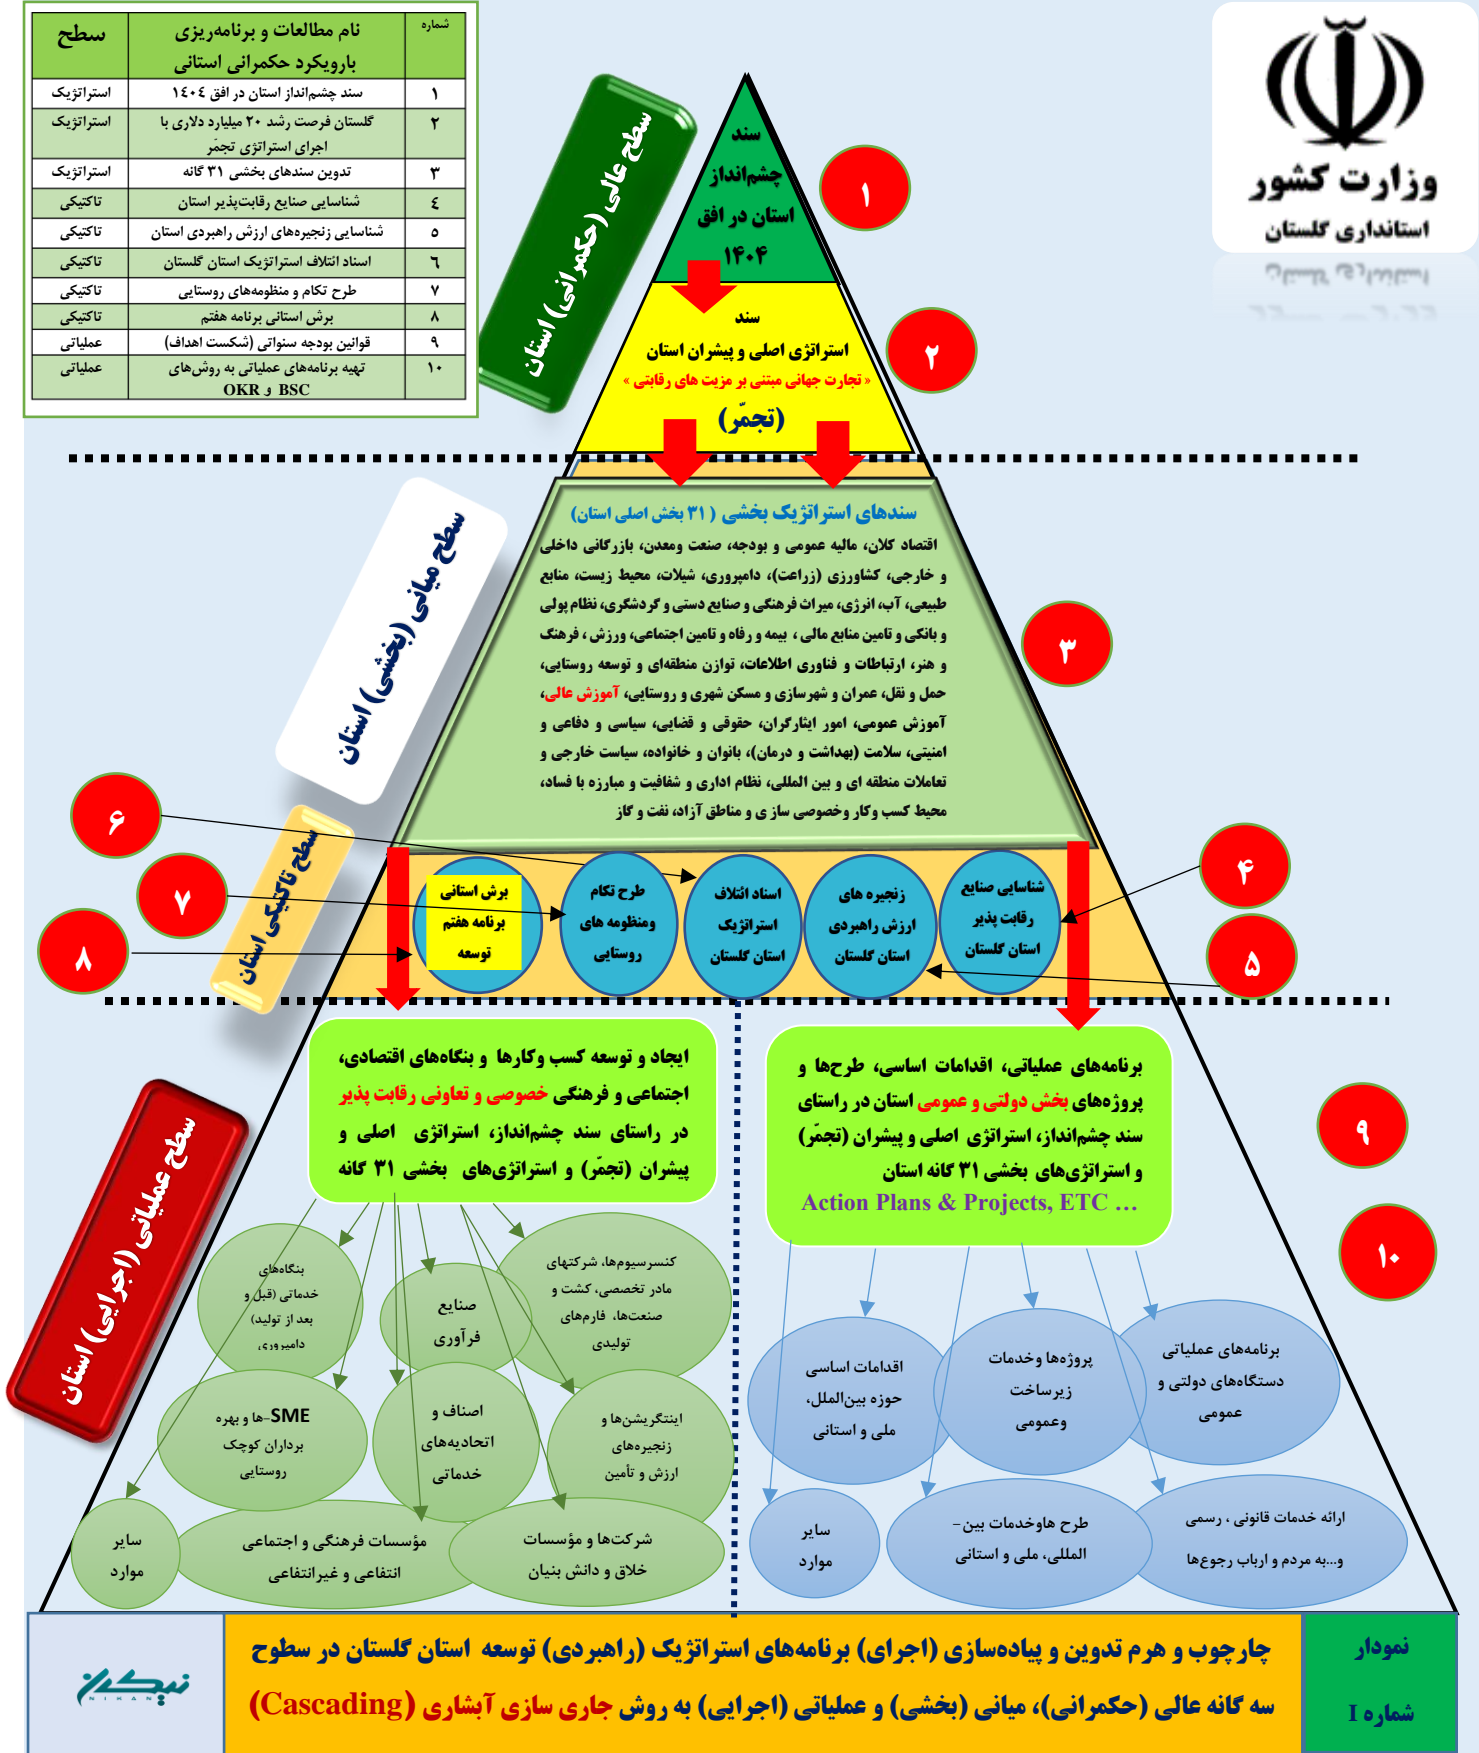 شماره
نام مطالعات و برنامه‌ریزی
بارویکرد حکمرانی استانی
سطح
۱
سند چشم‌انداز استان در افق ۱۴۰۴
استراتژیک
۲
گلستان فرصت رشد ۲۰ میلیارد دلاری با
اجرای استراتژی تجمّر
استراتژیک
۳
تدوین سندهای بخشی ۳۱ گانه
استراتژیک
۴
شناسایی صنایع رقابت‌پذیر استان
تاکتیکی
۵
شناسایی زنجیره‌های ارزش راهبردی استان
تاکتیکی
۶
اسناد ائتلاف استراتژیک استان گلستان
تاکتیکی
۷
طرح تکام و منظومه‌های روستایی
تاکتیکی
۸
برش استانی برنامه هفتم
تاکتیکی
۹
قوانین بودجه سنواتی (شکست اهداف)
عملیاتی
۱۰
تهیه برنامه‌های عملیاتی به روش‌های
BSC و OKR
عملیاتی
وزارت کشور
استانداری گلستان
سطح عالی (حکمرانی) استان
سند
چشم‌انداز
استان در افق
۱۴۰۴
۱
سند
استراتژی اصلی و پیشران استان
« تجارت جهانی مبتنی بر مزیت های رقابتی »
(تجمّر)
۲
سطح میانی (بخشی) استان
سندهای استراتژیک بخشی ( ۳۱ بخش اصلی استان)
اقتصاد کلان، مالیه عمومی و بودجه، صنعت ومعدن، بازرگانی داخلی
و خارجی، کشاورزی (زراعت)، دامپروری، شیلات، محیط زیست، منابع
طبیعی، آب، انرژی، میراث فرهنگی و صنایع دستی و گردشگری، نظام پولی
و بانکی و تامین منابع مالی ، بیمه و رفاه و تامین اجتماعی، ورزش ، فرهنگ
و هنر، ارتباطات و فناوری اطلاعات، توازن منطقه‌ای و توسعه روستایی،
حمل و نقل، عمران و شهرسازی و مسکن شهری و روستایی، آموزش عالی،
آموزش عمومی، امور ایثارگران، حقوقی و قضایی، سیاسی و دفاعی و
امنیتی، سلامت (بهداشت و درمان)، بانوان و خانواده، سیاست خارجی و
تعاملات منطقه ای و بین المللی، نظام اداری و شفافیت و مبارزه با فساد،
محیط کسب وکار وخصوصی سازی و مناطق آزاد، نفت و گاز
۳
سطح تاکتیکی استان
شناسایی صنایع
رقابت پذیر
استان گلستان
۴
زنجیره های
ارزش راهبردی
استان گلستان
۵
اسناد ائتلاف
استراتژیک
استان گلستان
۶
طرح تکام
ومنظومه های
روستایی
۷
برش استانی
برنامه هفتم
توسعه
۸
سطح عملیاتی (اجرایی) استان
برنامه‌های عملیاتی، اقدامات اساسی، طرح‌ها و
پروژه‌های بخش دولتی و عمومی استان در راستای
سند چشم‌انداز، استراتژی اصلی و پیشران (تجمّر)
و استراتژی‌های بخشی ۳۱ گانه استان
Action Plans & Projects, ETC …
۹
۱۰
ایجاد و توسعه کسب وکارها و بنگاه‌های اقتصادی،
اجتماعی و فرهنگی خصوصی و تعاونی رقابت پذیر
در راستای سند چشم‌انداز، استراتژی اصلی و
پیشران (تجمّر) و استراتژی‌های بخشی ۳۱ گانه
برنامه‌های عملیاتی
دستگاه‌های دولتی و
عمومی
پروژه‌ها وخدمات
زیرساخت
وعمومی
اقدامات اساسی
حوزه بین‌الملل،
ملی و استانی
ارائه خدمات قانونی ، رسمی
و...به مردم و ارباب رجوع‌ها
طرح هاوخدمات بین–
المللی، ملی و استانی
سایر
موارد
کنسرسیوم‌ها، شرکتهای
مادر تخصصی، کشت و
صنعت‌ها، فارم‌های
تولیدی
صنایع
فرآوری
بنگاه‌های
خدماتی (قبل و
بعد از تولید)
دامپروری،
اینتگریشن‌ها و
زنجیره‌های
ارزش و تأمین
اصناف و
اتحادیه‌های
خدماتی
SME-ها و بهره
برداران کوچک
روستایی
شرکت‌ها و مؤسسات
خلاق و دانش بنیان
مؤسسات فرهنگی و اجتماعی
انتفاعی و غیرانتفاعی
سایر
موارد
نمودار
شماره I
چارچوب و هرم تدوین و پیاده‌سازی (اجرای) برنامه‌های استراتژیک (راهبردی) توسعه استان گلستان در سطوح
سه گانه عالی (حکمرانی)، میانی (بخشی) و عملیاتی (اجرایی) به روش جاری سازی آبشاری (Cascading)
نیکان
NIKAN